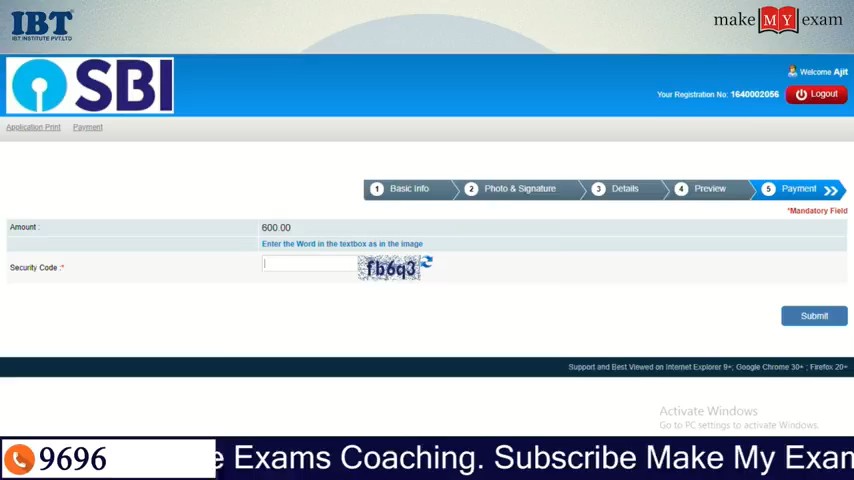 IBT
IBT INSTITUTE PVT.LTD
make MY exam
SBI
Welcome Ajit
Your Registration No: 1640002056
Logout
Application Print Payment
1 Basic Info 2 Photo & Signature 3 Details 4 Preview 5 Payment
*Mandatory Field
Amount : 600.00
Enter the Word in the textbox as in the image
Security Code :* fb6q3
Submit
Support and Best Viewed on Internet Explorer 9+; Google Chrome 30+ ; Firefox 20+
Activate Windows
Go to PC settings to activate Windows.
9696 e Exams Coaching. Subscribe Make My Exam